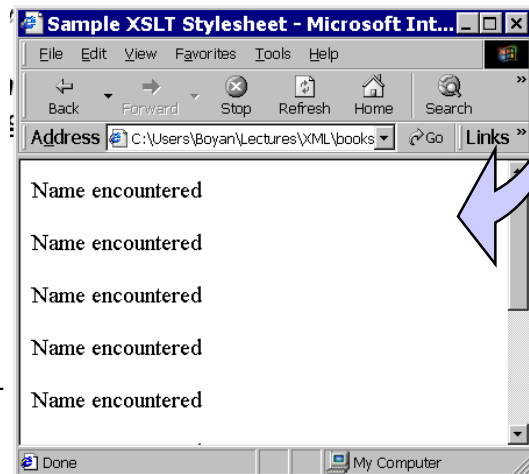 Sample XSLT Stylesheet - Microsoft Int...
File Edit View Favorites Tools Help
Back Forward Stop Refresh Home Search »
Address C:\Users\Boyan\Lectures\XML\books Go Links »
Name encountered
Name encountered
Name encountered
Name encountered
Name encountered
Done My Computer